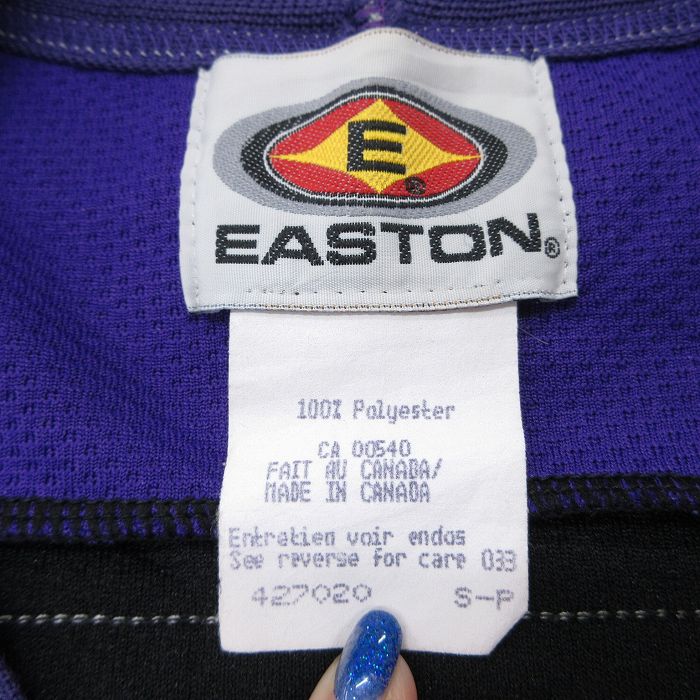 E®
EASTON®
100% Polyester
CA 00540
FAIT AU CANADA/
MADE IN CANADA
Entretien voir endos
See reverse for care 033
427020 S-P